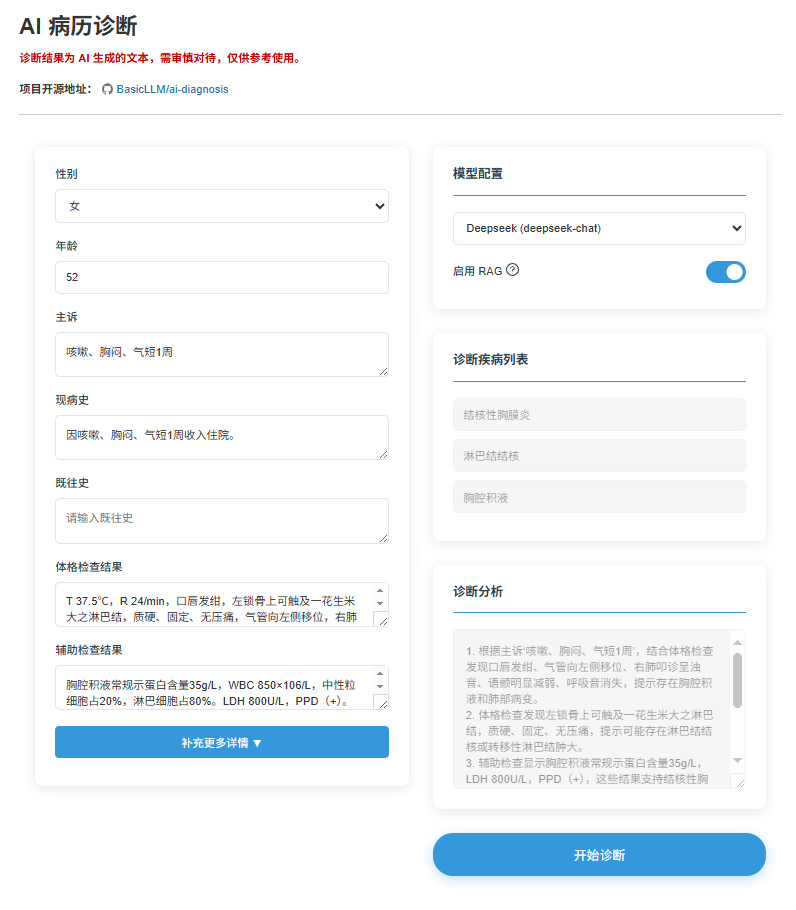 AI 病历诊断
诊断结果为 AI 生成的文本，需审慎对待，仅供参考使用。
项目开源地址： BasicLLM/ai-diagnosis
性别
女
年龄
52
主诉
咳嗽、胸闷、气短1周
现病史
因咳嗽、胸闷、气短1周收入住院。
既往史
请输入既往史
体格检查结果
T 37.5℃，R 24/min，口唇发绀，左锁骨上可触及一花生米
大之淋巴结，质硬、固定、无压痛，气管向左侧移位，右肺
辅助检查结果
胸腔积液常规示蛋白含量35g/L，WBC 850×106/L，中性粒
细胞占20%，淋巴细胞占80%。LDH 800U/L，PPD（+）。
补充更多详情 ▼
模型配置
Deepseek (deepseek-chat)
启用 RAG ?
诊断疾病列表
结核性胸膜炎
淋巴结结核
胸腔积液
诊断分析
1. 根据主诉‘咳嗽、胸闷、气短1周’，结合体格检查
发现口唇发绀、气管向左侧移位、右肺叩诊呈浊
音、语颤明显减弱、呼吸音消失，提示存在胸腔积
液和肺部病变。
2. 体格检查发现左锁骨上可触及一花生米大之淋巴
结，质硬、固定、无压痛，提示可能存在淋巴结结
核或转移性淋巴结肿大。
3. 辅助检查显示胸腔积液常规示蛋白含量35g/L，
LDH 800U/L，PPD（+），这些结果支持结核性胸
开始诊断